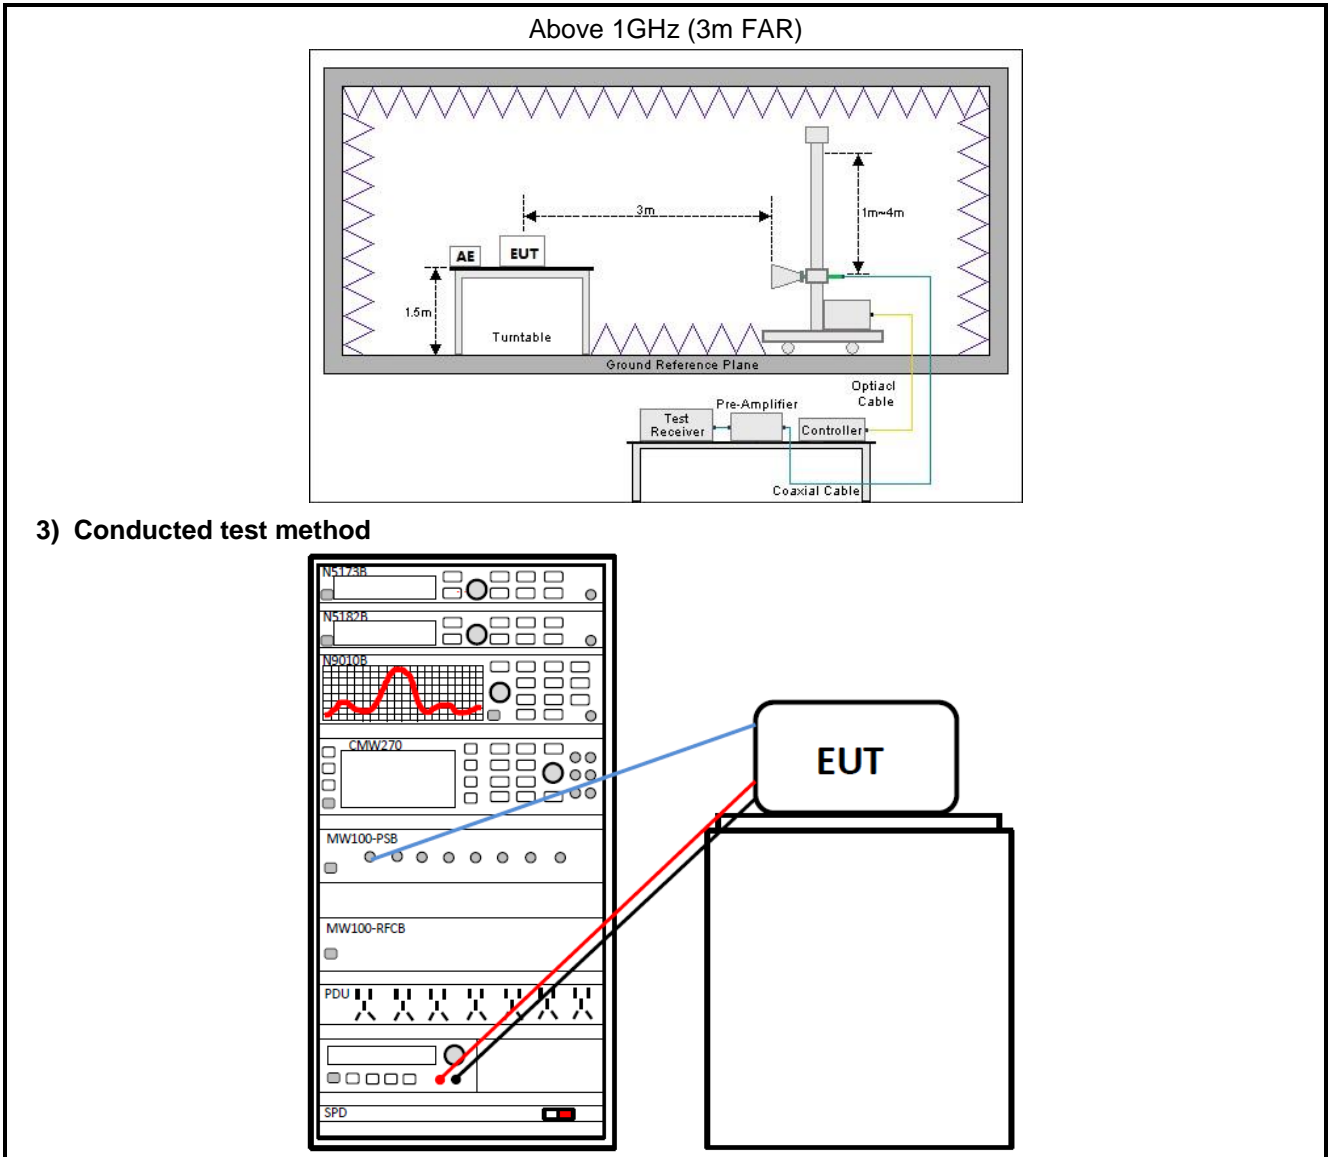 Above 1GHz (3m FAR)
3m
1m~4m
AE
EUT
1.5m
Turntable
Ground Reference Plane
Optiacl
Cable
Pre-Amplifier
Test
Receiver
Controller
Coaxial Cable
3) Conducted test method
N5173B
N5182B
N9010B
CMW270
EUT
MW100-PSB
MW100-RFCB
PDU
SPD